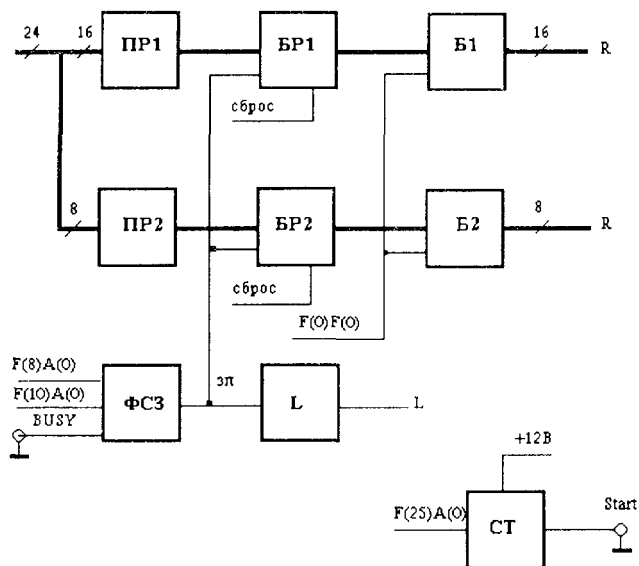 24 16 ПР1 БР1 Б1 16 R
сброс
8 ПР2 БР2 Б2 8 R
сброс
F(0)F(0)
F(8)A(0)
F(10)A(0)
BUSY
ФСЗ
зп
L
L
+12В
F(25)A(0)
СТ
Start